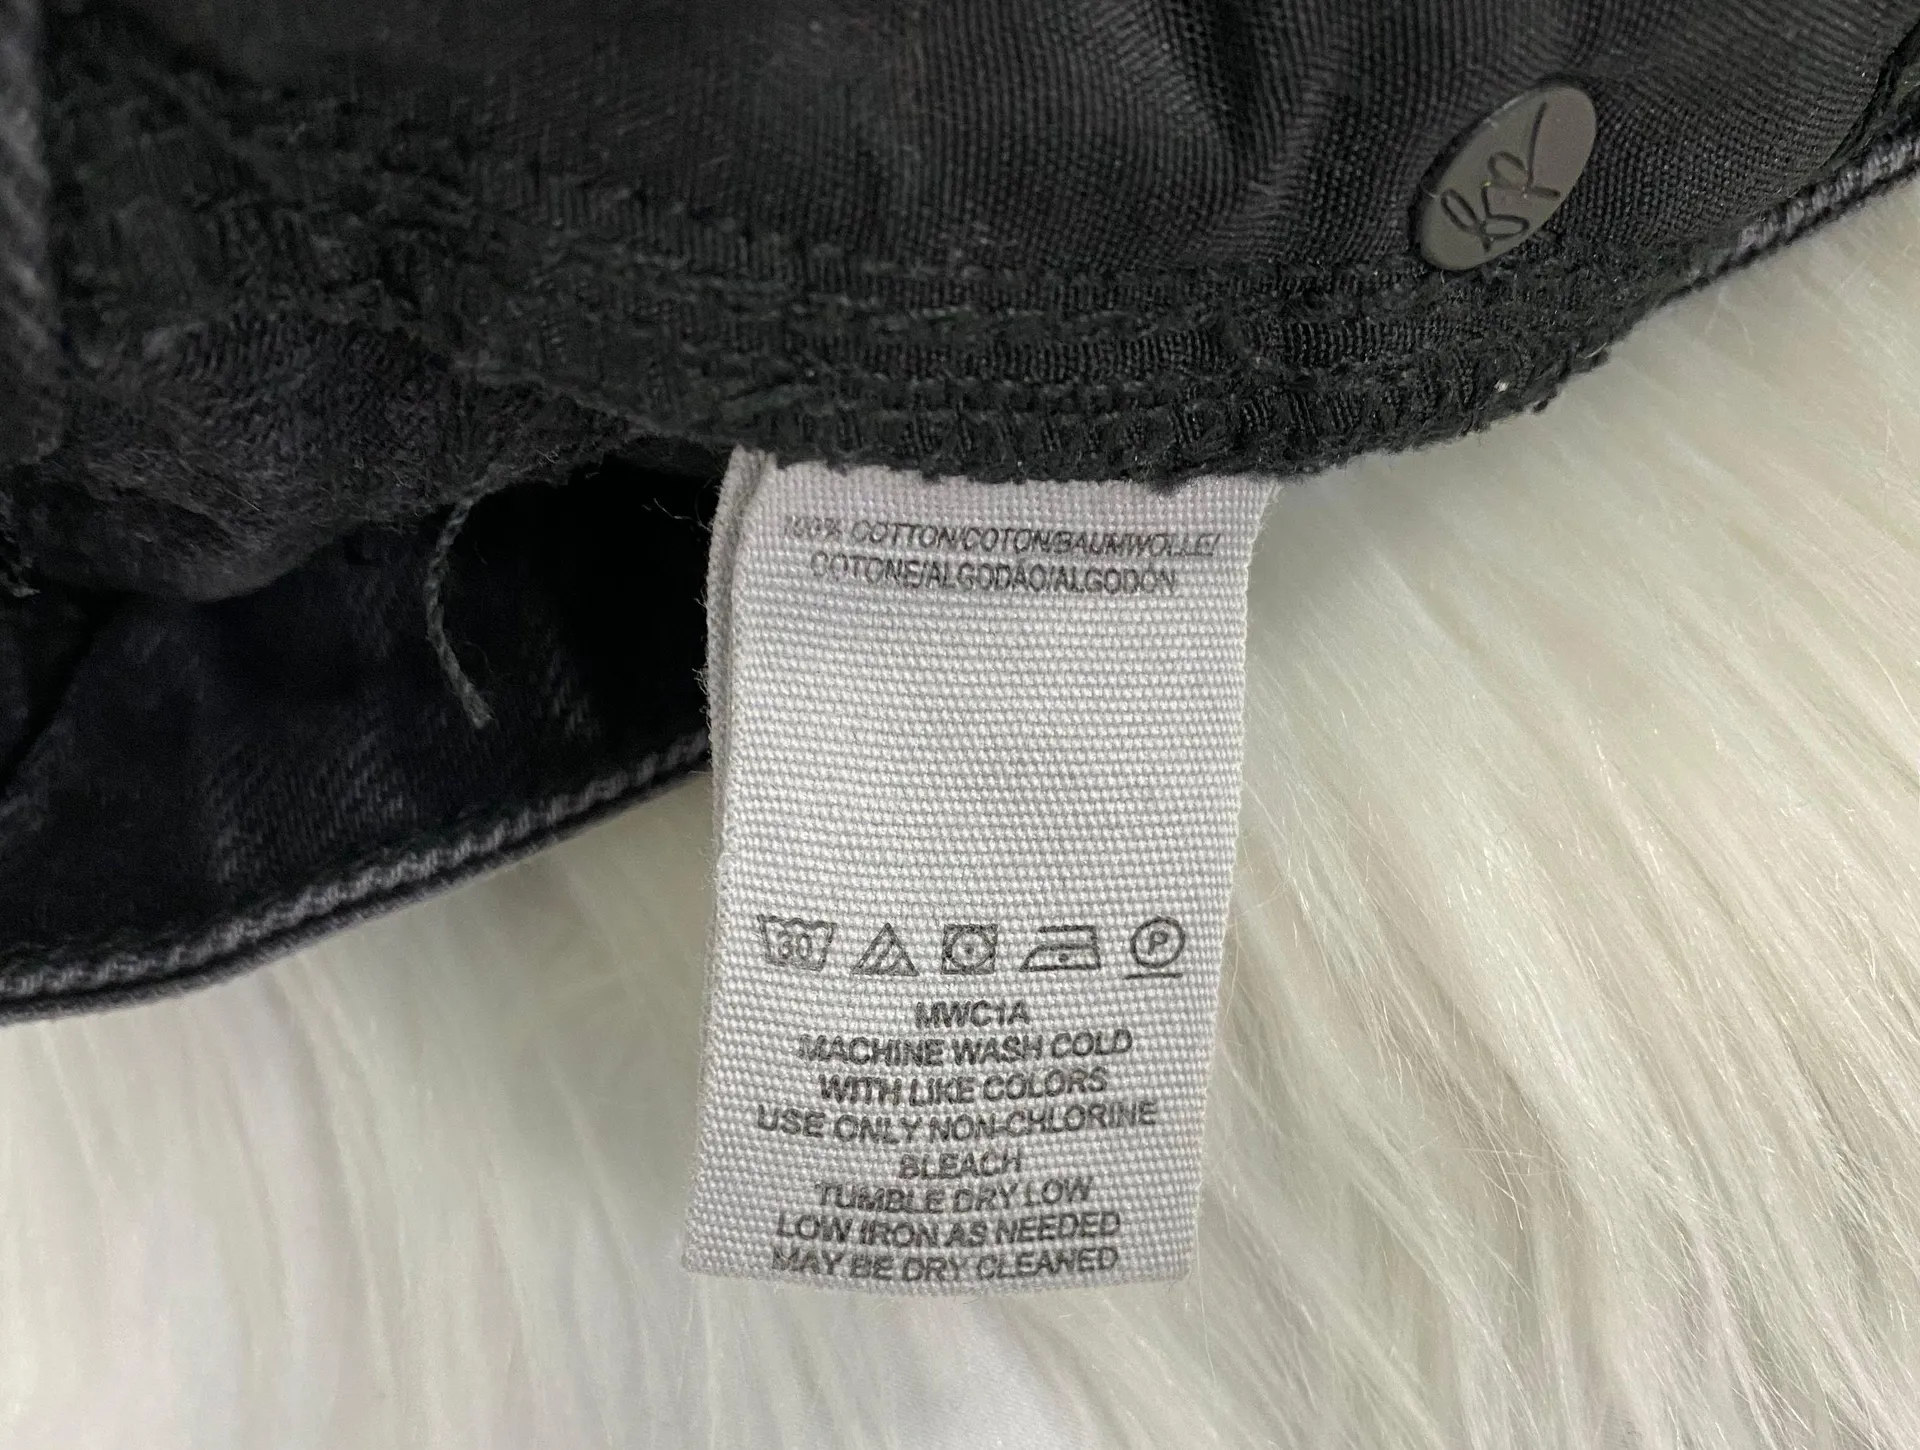 100% COTTON/COTON/BAUMWOLLE/
COTONE/ALGODÃO/ALGODÓN
30
P
MWC1A
MACHINE WASH COLD
WITH LIKE COLORS
USE ONLY NON-CHLORINE
BLEACH
TUMBLE DRY LOW
LOW IRON AS NEEDED
MAY BE DRY CLEANED